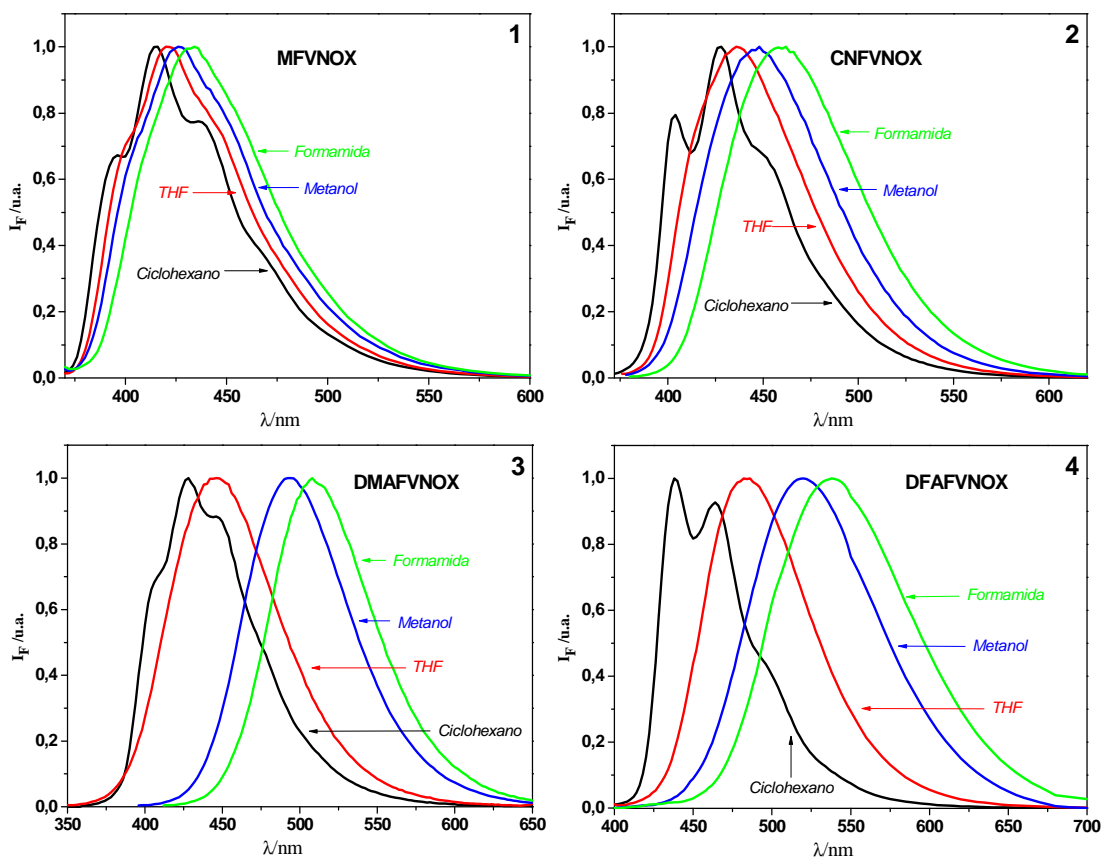 1
MFVNOX
1,0
0,8
0,6
0,4
0,2
0,0
I_F /u.a.
Formamida
Metanol
THF
Ciclohexano
400 450 500 550 600
λ/nm
2
CNFVNOX
1,0
0,8
0,6
0,4
0,2
0,0
I_F /u.a.
Formamida
Metanol
THF
Ciclohexano
400 450 500 550 600
λ/nm
3
DMAFVNOX
1,0
0,8
0,6
0,4
0,2
0,0
I_F /u.a.
Formamida
Metanol
THF
Ciclohexano
350 400 450 500 550 600 650
λ/nm
4
DFAFVNOX
1,0
0,8
0,6
0,4
0,2
0,0
I_F /u.a.
Formamida
Metanol
THF
Ciclohexano
400 450 500 550 600 650 700
λ/nm